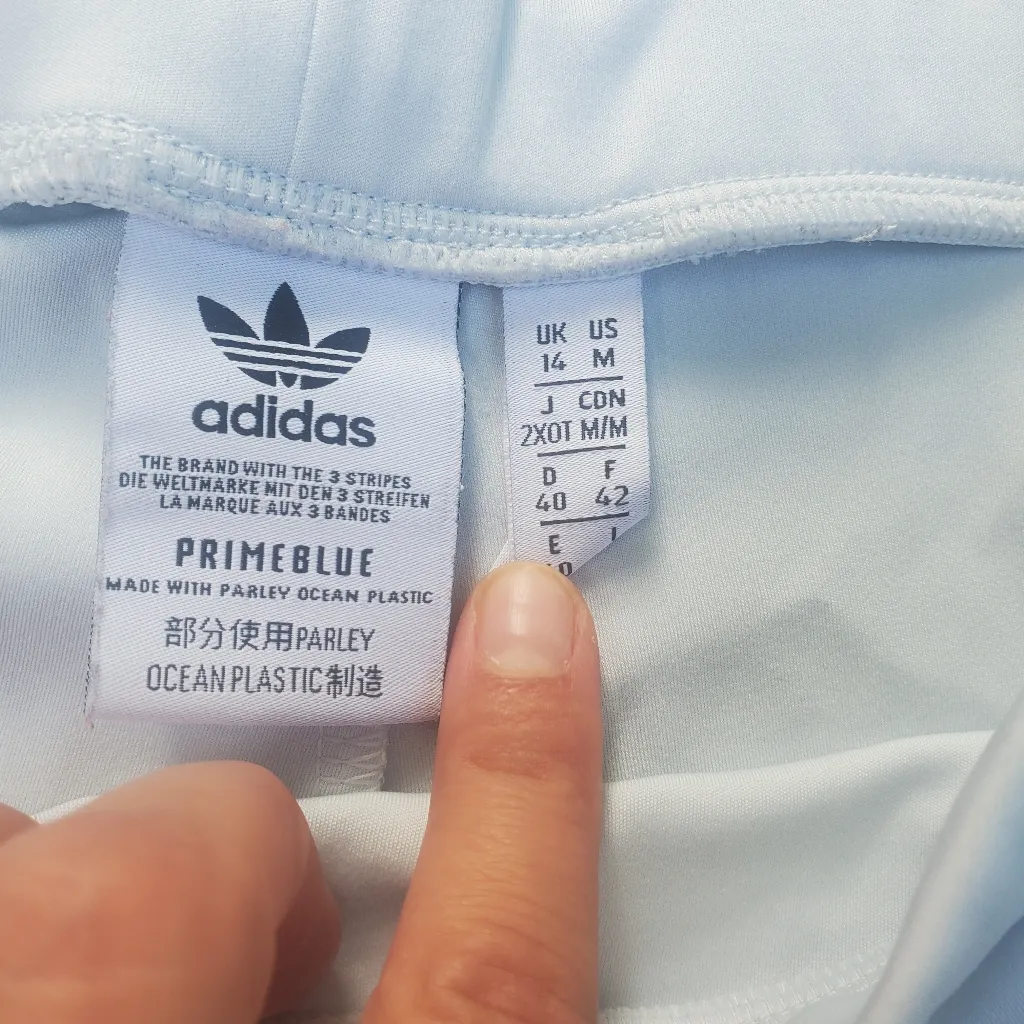 adidas
THE BRAND WITH THE 3 STRIPES
DIE WELTMARKE MIT DEN 3 STREIFEN
LA MARQUE AUX 3 BANDES
PRIMEBLUE
MADE WITH PARLEY OCEAN PLASTIC
部分使用PARLEY
OCEAN PLASTIC制造
UK US
14 M
J CDN
2XOT M/M
D F
40 42
E